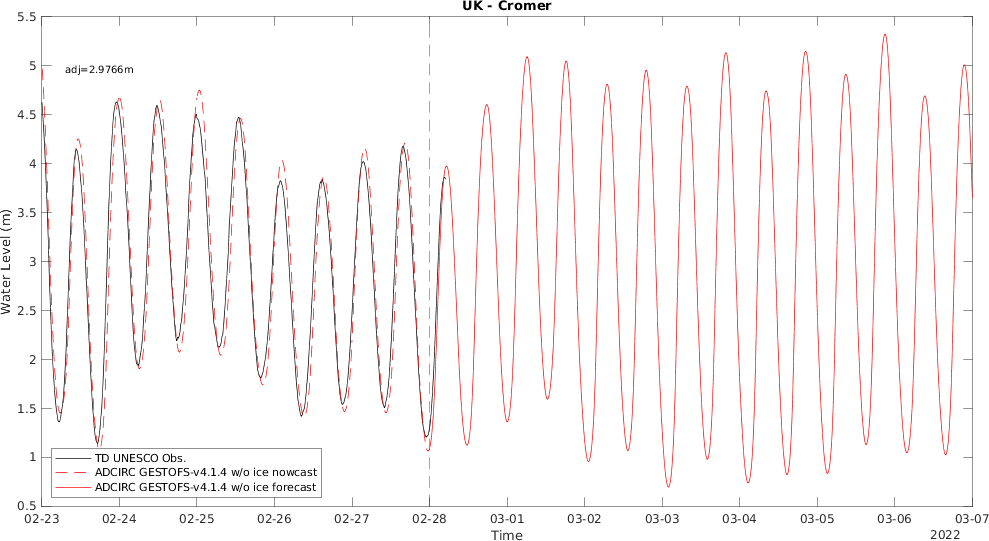 UK - Cromer
5.5
5
4.5
4
3.5
3
2.5
2
1.5
1
0.5
Water Level (m)
adj=2.9766m
TD UNESCO Obs.
ADCIRC GESTOFS-v4.1.4 w/o ice nowcast
ADCIRC GESTOFS-v4.1.4 w/o ice forecast
02-23 02-24 02-25 02-26 02-27 02-28 03-01 03-02 03-03 03-04 03-05 03-06 03-07
Time
2022